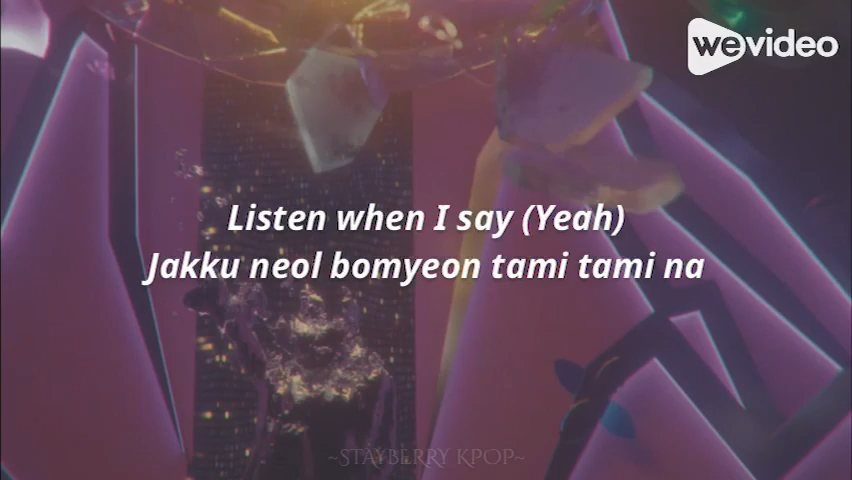 wevideo
Listen when I say (Yeah)
Jakku neol bomyeon tami tami na
~STAYBERRY KPOP~